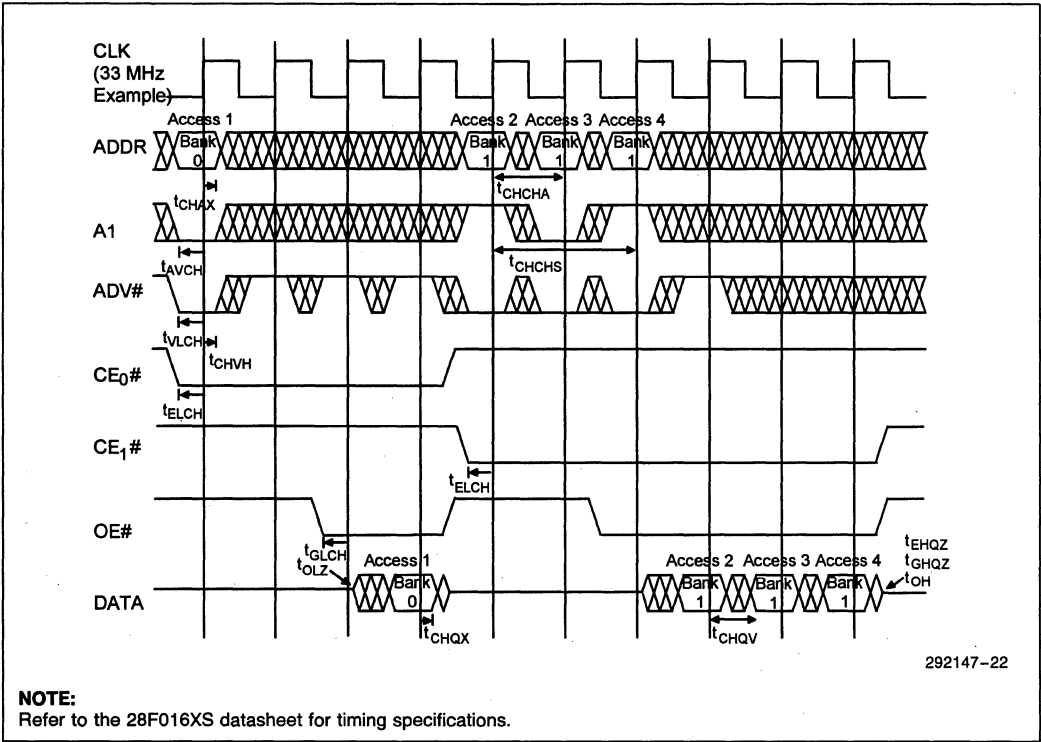 CLK
(33 MHz
Example)
Access 1 Access 2 Access 3 Access 4
ADDR Bank 0 Bank 1 Bank 1 Bank 1
tCHAX tCHCHA
A1
tAVCH tCHCHS
ADV#
tVLCH tCHVH
CE0#
tELCH
CE1#
tELCH
OE#
tGLCH
tOLZ
Access 1 Access 2 Access 3 Access 4
tEHQZ
tGHQZ
tOH
DATA Bank 0 Bank 1 Bank 1 Bank 1
tCHQX tCHQV
292147–22
NOTE:
Refer to the 28F016XS datasheet for timing specifications.